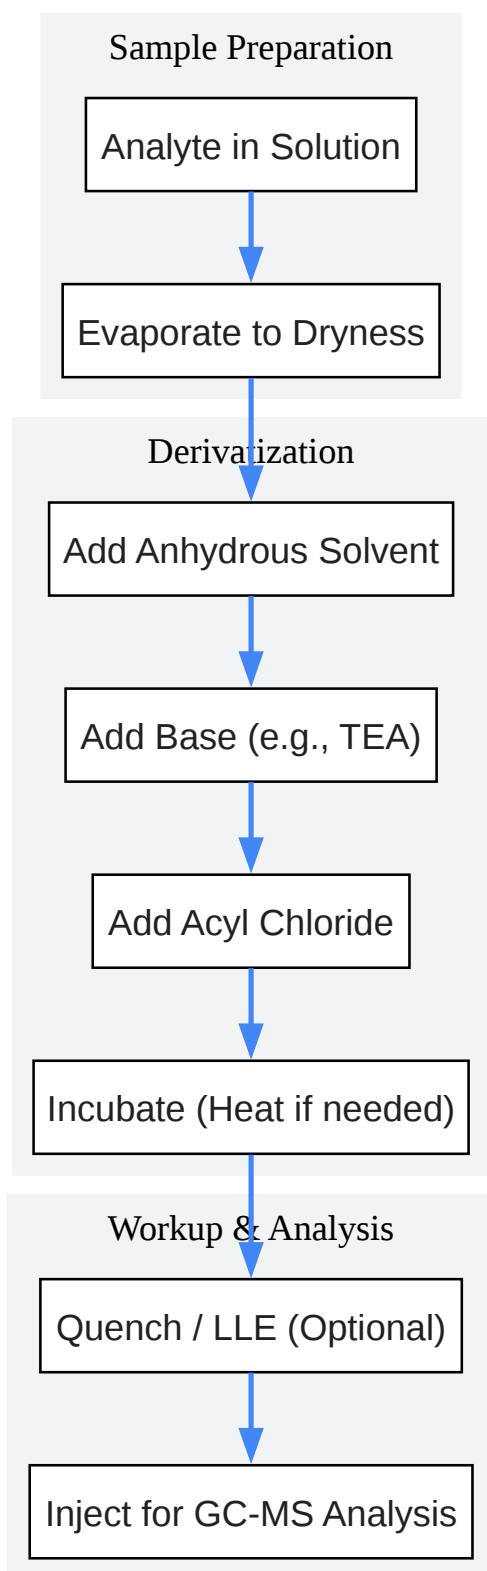 Sample Preparation
Analyte in Solution
Evaporate to Dryness
Derivatization
Add Anhydrous Solvent
Add Base (e.g., TEA)
Add Acyl Chloride
Incubate (Heat if needed)
Workup & Analysis
Quench / LLE (Optional)
Inject for GC-MS Analysis